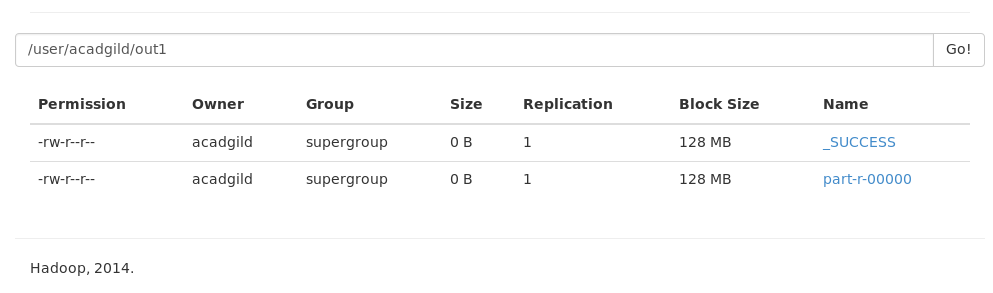 /user/acadgild/out1 Go!
Permission Owner Group Size Replication Block Size Name
-rw-r--r-- acadgild supergroup 0 B 1 128 MB _SUCCESS
-rw-r--r-- acadgild supergroup 0 B 1 128 MB part-r-00000
Hadoop, 2014.